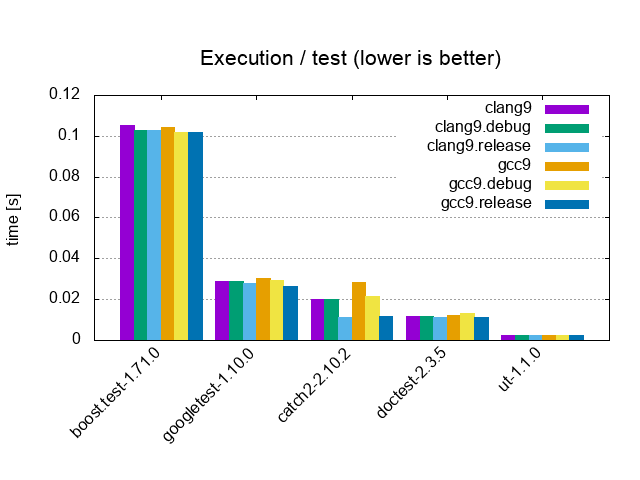 Execution / test (lower is better)
0.12
0.1
0.08
0.06
0.04
0.02
0
time [s]
clang9
clang9.debug
clang9.release
gcc9
gcc9.debug
gcc9.release
boost.test-1.71.0
googletest-1.10.0
catch2-2.10.2
doctest-2.3.5
ut-1.1.0